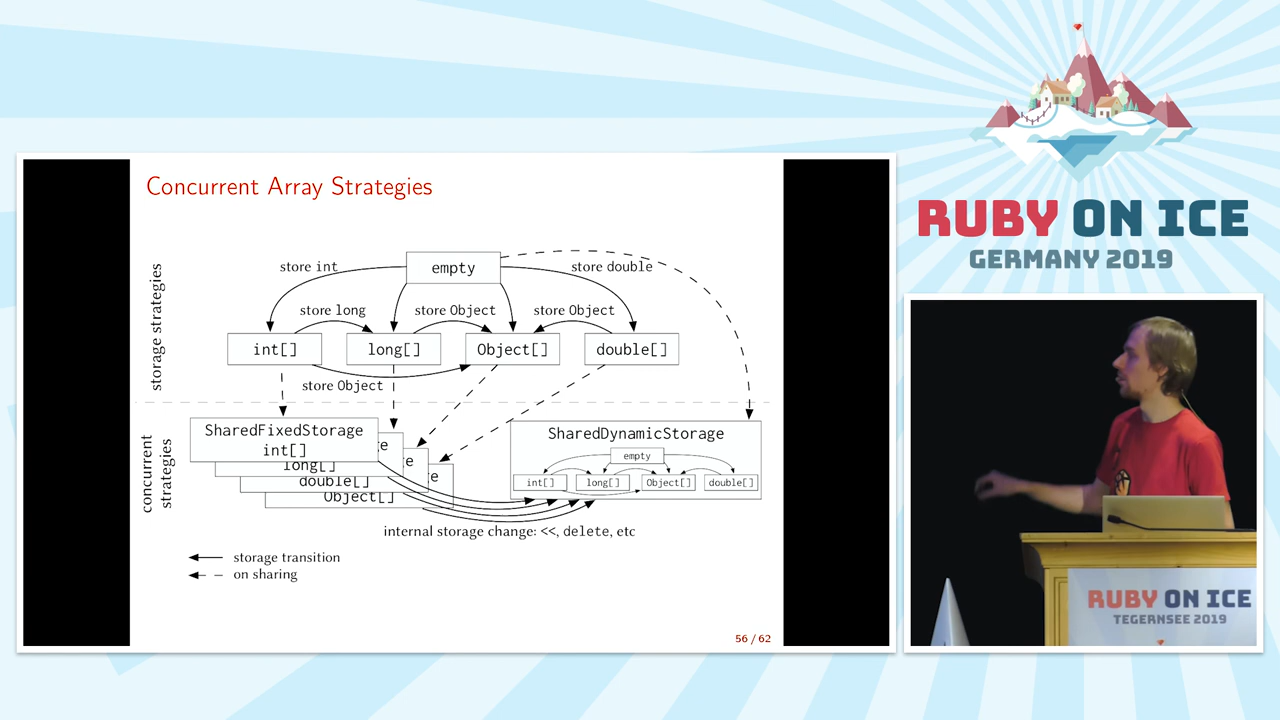 Concurrent Array Strategies
storage strategies
empty
store int
store double
store long
store Object
store Object
int[]
long[]
Object[]
double[]
store Object
concurrent
strategies
SharedFixedStorage
int[]
long[]
double[]
Object[]
e
e
e
SharedDynamicStorage
empty
int[]
long[]
Object[]
double[]
internal storage change: <<, delete, etc
storage transition
on sharing
56 / 62
RUBY ON ICE
GERMANY 2019
RUBY ON ICE
TEGERNSEE 2019